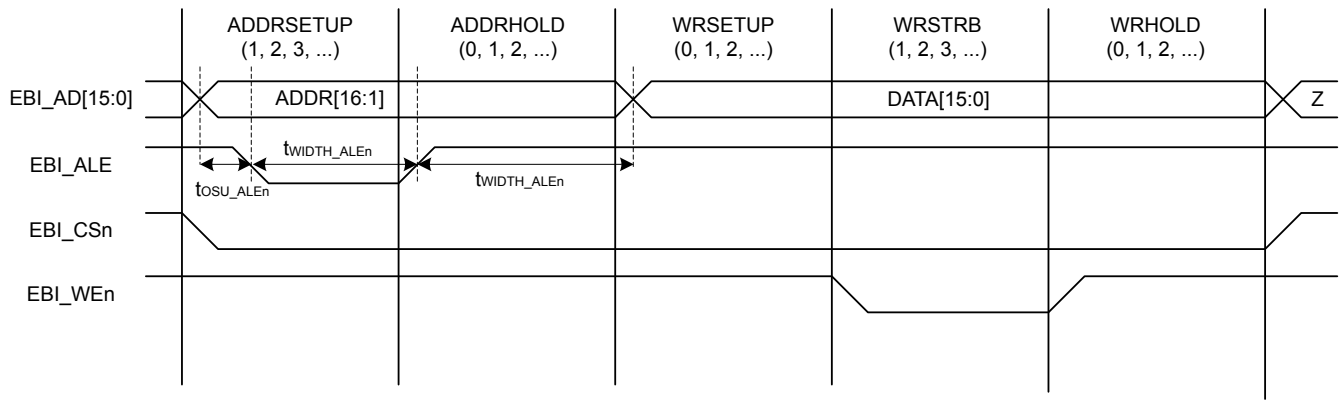 ADDRSETUP ADDRHOLD WRSETUP WRSTRB WRHOLD
(1, 2, 3, ...) (0, 1, 2, ...) (0, 1, 2, ...) (1, 2, 3, ...) (0, 1, 2, ...)
EBI_AD[15:0] ADDR[16:1] DATA[15:0] Z
tWIDTH_ALEn
EBI_ALE
tOSU_ALEn tWIDTH_ALEn
EBI_CSn
EBI_WEn